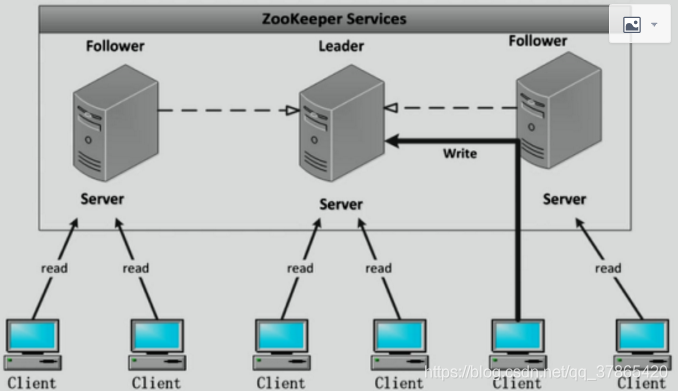 ZooKeeper Services
Follower
Leader
Follower
Write
Server
Server
Server
read
read
read
read
read
Client
Client
Client
Client
Client
Client
https://blog.csdn.net/qq_37865420